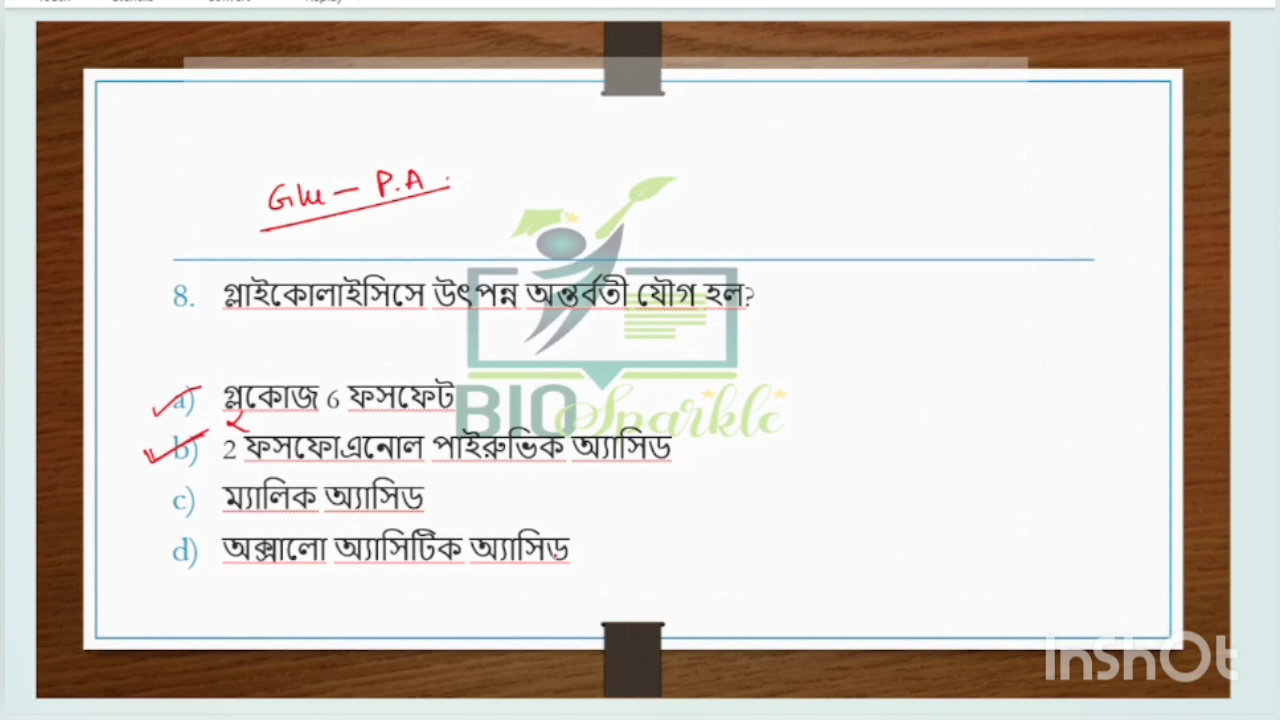 Glu - P.A.
8. গ্লাইকোলাইসিসে উৎপন্ন অন্তর্বর্তী যৌগ হল?
a) গ্লকোজ 6 ফসফেট
b) 2 ফসফোএনোল পাইরুভিক অ্যাসিড
c) ম্যালিক অ্যাসিড
d) অক্সালো অ্যাসিটিক অ্যাসিড
BIO Sparkle
InShOt